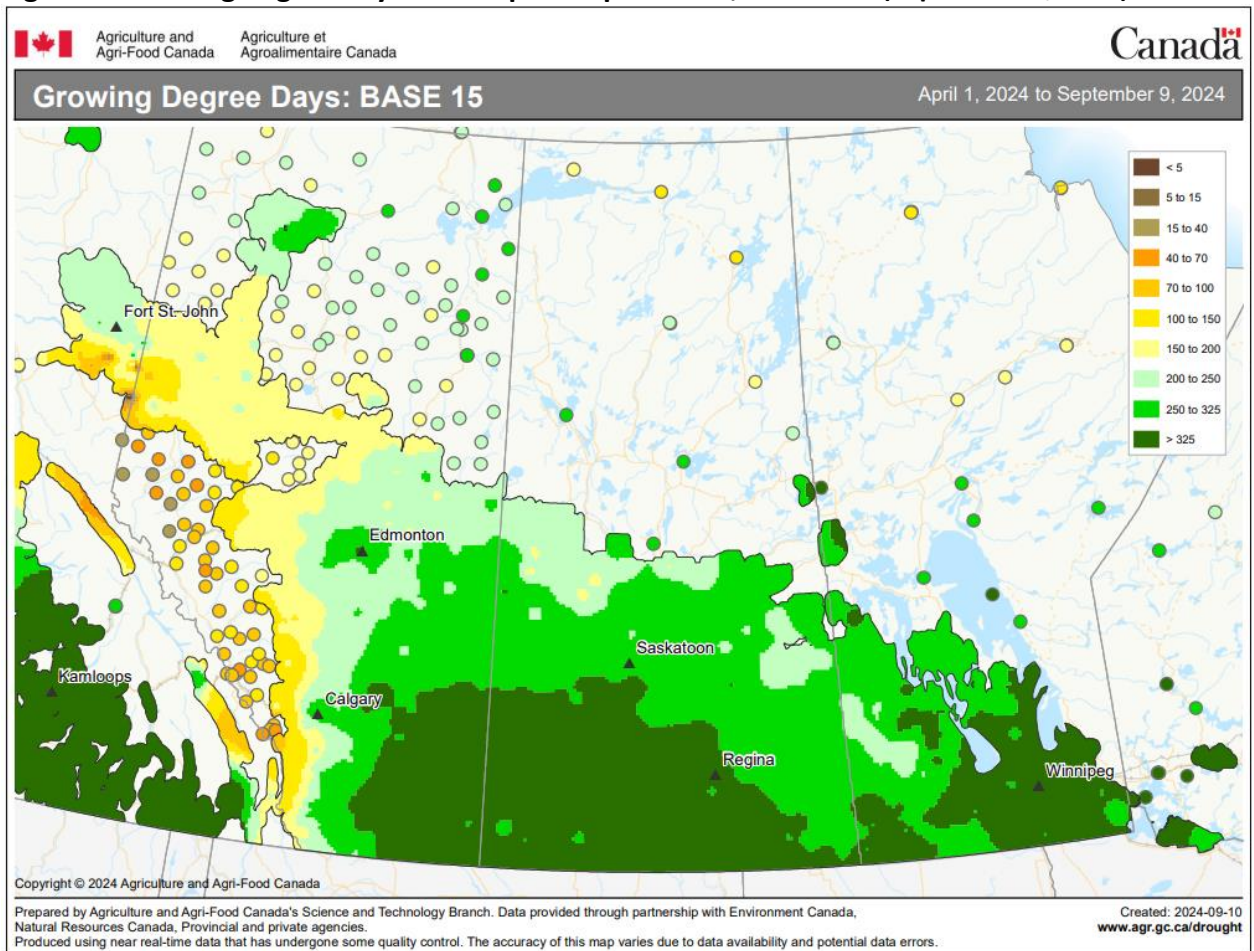 Agriculture and
Agri-Food Canada
Agriculture et
Agroalimentaire Canada
Canada
Growing Degree Days: BASE 15
April 1, 2024 to September 9, 2024
< 5
5 to 15
15 to 40
40 to 70
70 to 100
100 to 150
150 to 200
200 to 250
250 to 325
> 325
Fort St. John
Edmonton
Saskatoon
Kamloops
Calgary
Regina
Winnipeg
Copyright © 2024 Agriculture and Agri-Food Canada
Prepared by Agriculture and Agri-Food Canada's Science and Technology Branch. Data provided through partnership with Environment Canada,
Natural Resources Canada, Provincial and private agencies.
Produced using near real-time data that has undergone some quality control. The accuracy of this map varies due to data availability and potential data errors.
Created: 2024-09-10
www.agr.gc.ca/drought